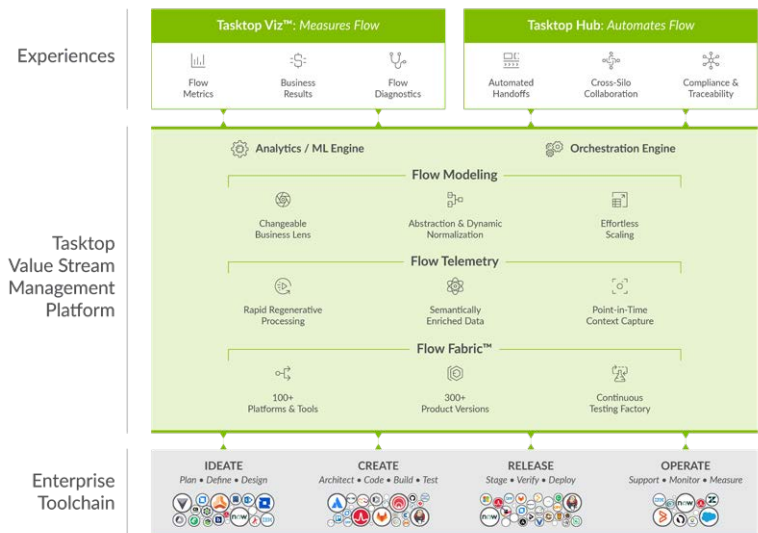 Experiences
Tasktop Viz™: Measures Flow
Flow
Metrics
Business
Results
Flow
Diagnostics
Tasktop Hub: Automates Flow
Automated
Handoffs
Cross-Silo
Collaboration
Compliance &
Traceability
Tasktop
Value Stream
Management
Platform
Analytics / ML Engine
Orchestration Engine
Flow Modeling
Changeable
Business Lens
Abstraction & Dynamic
Normalization
Effortless
Scaling
Flow Telemetry
Rapid Regenerative
Processing
Semantically
Enriched Data
Point-in-Time
Context Capture
Flow Fabric™
100+
Platforms & Tools
300+
Product Versions
Continuous
Testing Factory
Enterprise
Toolchain
IDEATE
Plan • Define • Design
now
CREATE
Architect • Code • Build • Test
RELEASE
Stage • Verify • Deploy
now
OPERATE
Support • Monitor • Measure
now